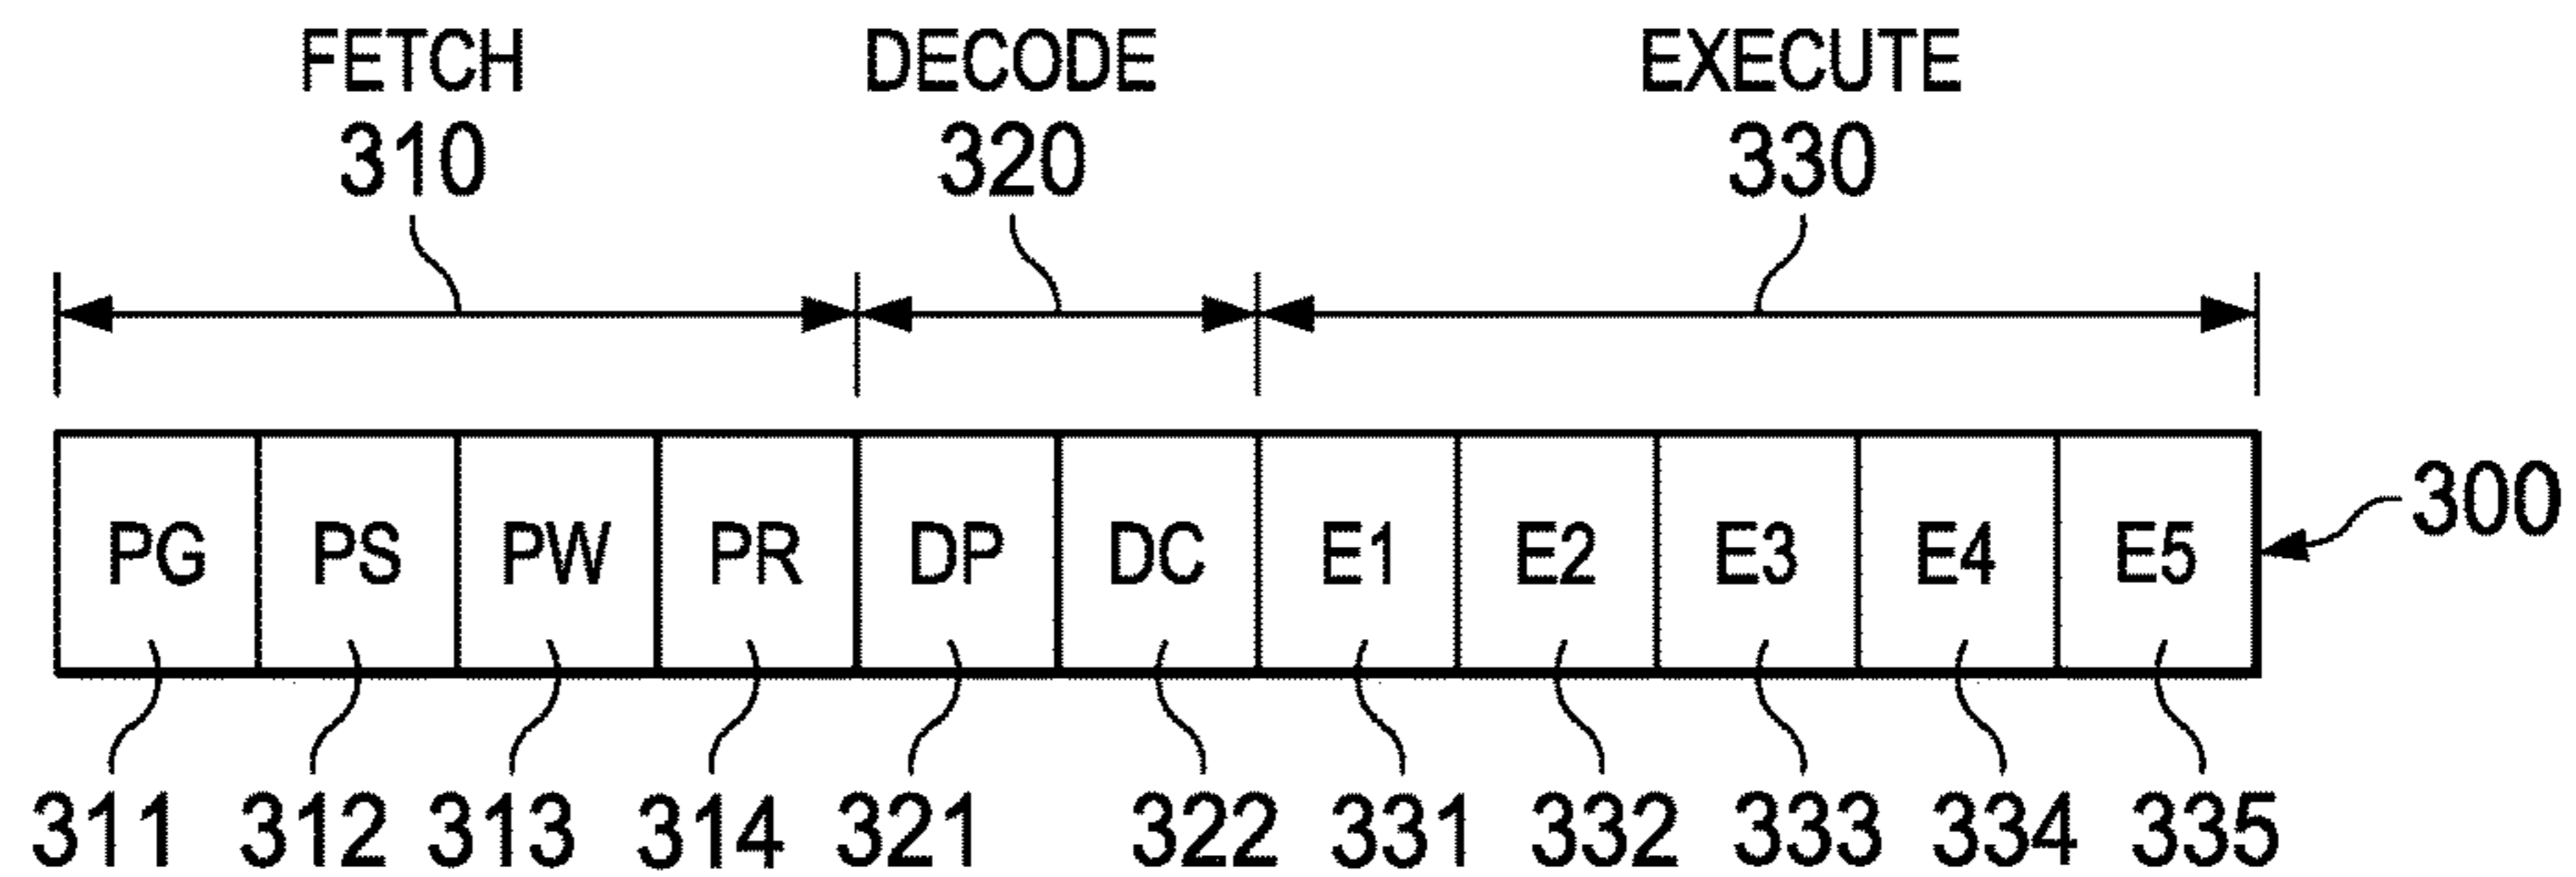 FETCH DECODE EXECUTE
310 320 330
PG PS PW PR DP DC E1 E2 E3 E4 E5
300
311 312 313 314 321 322 331 332 333 334 335